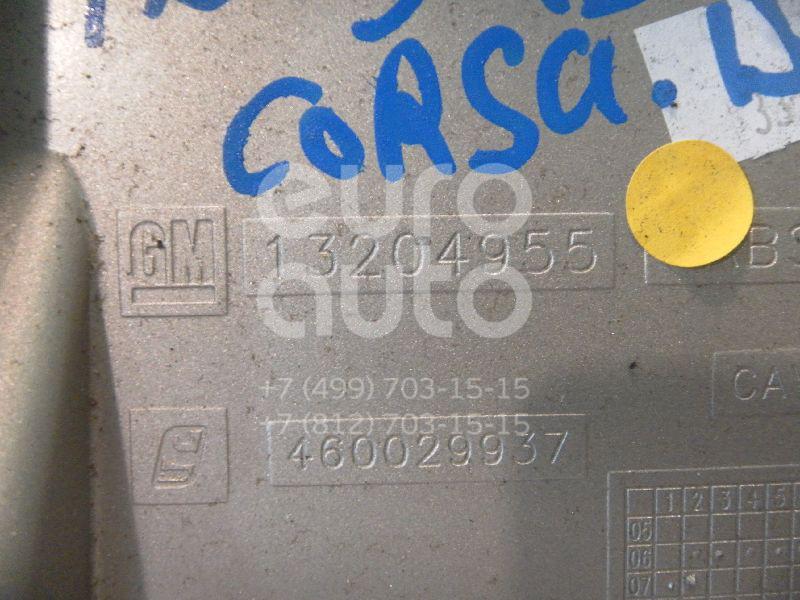 CORSA. D
euro
GM 13204955 ABS
auto
+7 (499) 703-15-15
CA
+7 (812) 703-15-15
460029937
1 2 3 4 5
05
06
07